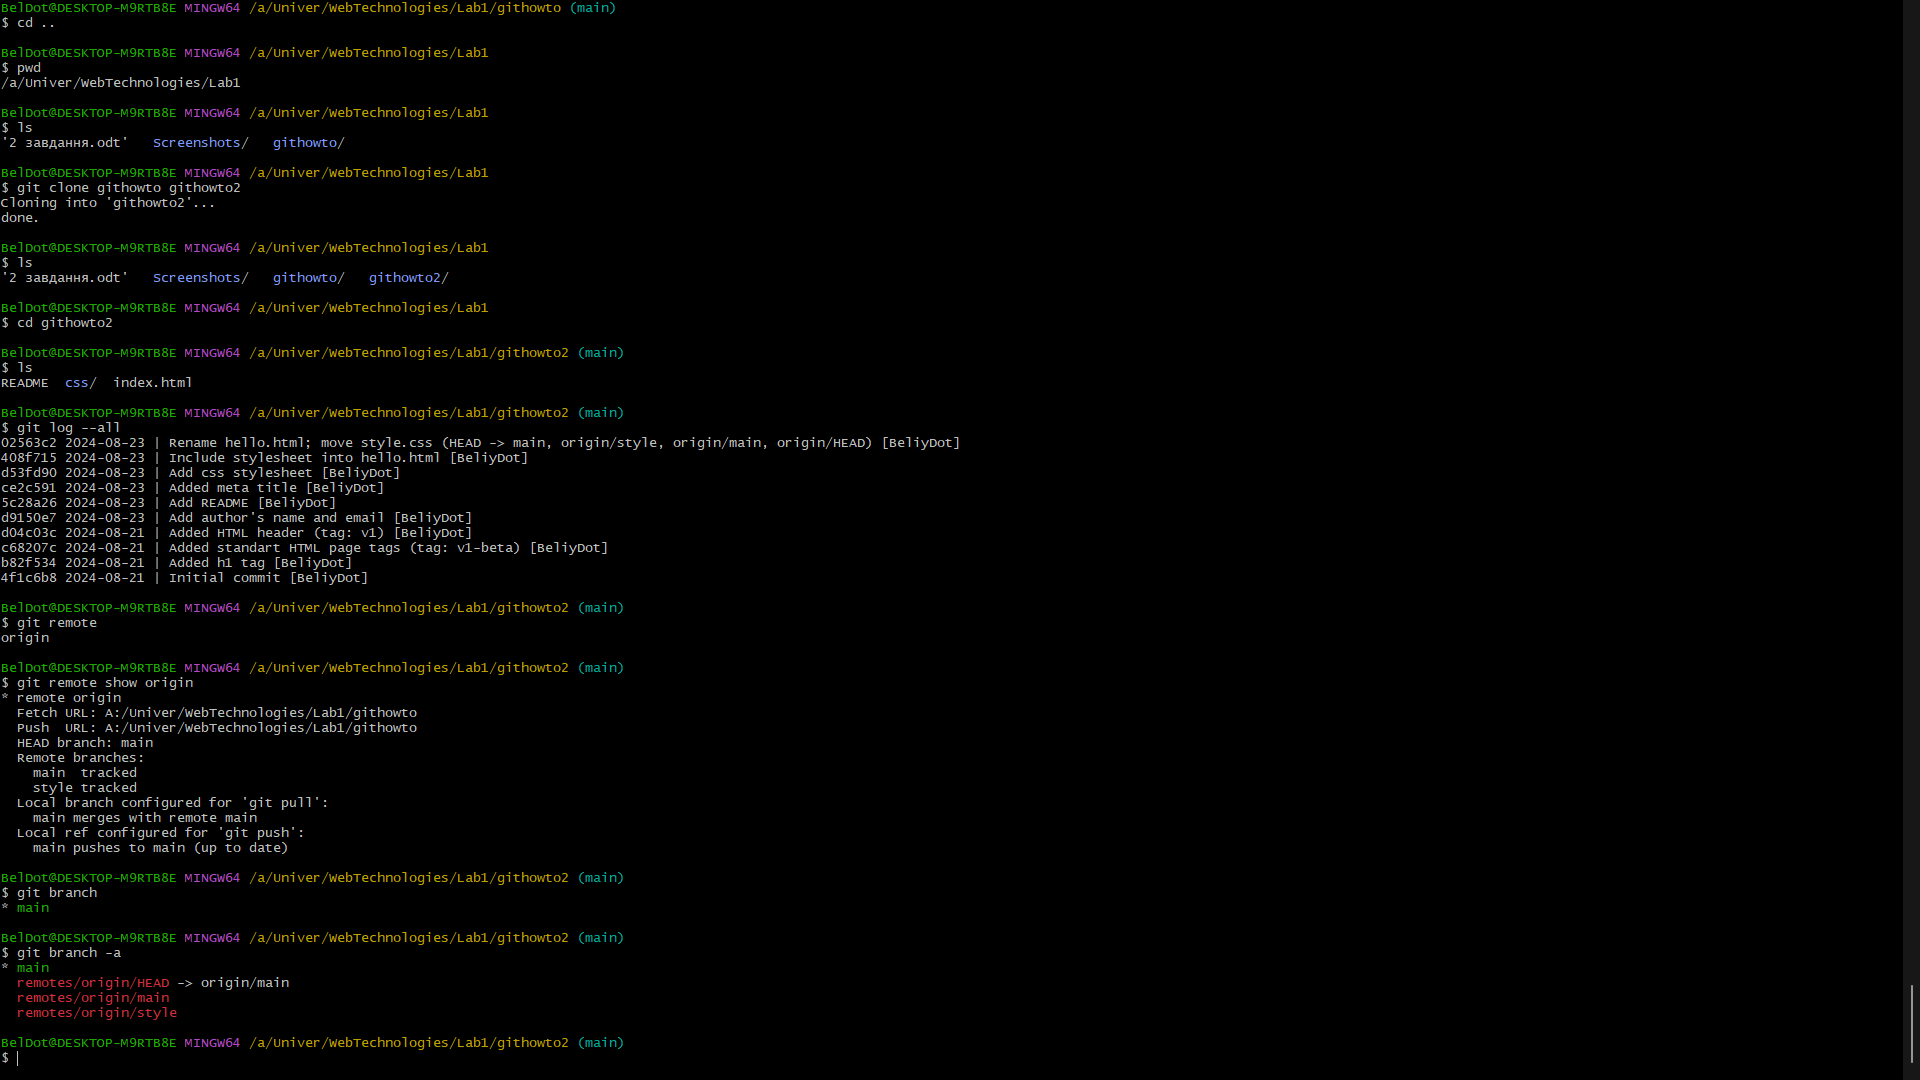 BelDot@DESKTOP-M9RTB8E MINGW64 /a/Univer/WebTechnologies/Lab1/githowto (main)
$ cd ..
BelDot@DESKTOP-M9RTB8E MINGW64 /a/Univer/WebTechnologies/Lab1
$ pwd
/a/Univer/WebTechnologies/Lab1
BelDot@DESKTOP-M9RTB8E MINGW64 /a/Univer/WebTechnologies/Lab1
$ ls
'2 завдання.odt'   Screenshots/   githowto/
BelDot@DESKTOP-M9RTB8E MINGW64 /a/Univer/WebTechnologies/Lab1
$ git clone githowto githowto2
Cloning into 'githowto2'...
done.
BelDot@DESKTOP-M9RTB8E MINGW64 /a/Univer/WebTechnologies/Lab1
$ ls
'2 завдання.odt'   Screenshots/   githowto/   githowto2/
BelDot@DESKTOP-M9RTB8E MINGW64 /a/Univer/WebTechnologies/Lab1
$ cd githowto2
BelDot@DESKTOP-M9RTB8E MINGW64 /a/Univer/WebTechnologies/Lab1/githowto2 (main)
$ ls
README  css/  index.html
BelDot@DESKTOP-M9RTB8E MINGW64 /a/Univer/WebTechnologies/Lab1/githowto2 (main)
$ git log --all
02563c2 2024-08-23 | Rename hello.html; move style.css (HEAD -> main, origin/style, origin/main, origin/HEAD) [BeliyDot]
408f715 2024-08-23 | Include stylesheet into hello.html [BeliyDot]
d53fd90 2024-08-23 | Add css stylesheet [BeliyDot]
ce2c591 2024-08-23 | Added meta title [BeliyDot]
5c28a26 2024-08-23 | Add README [BeliyDot]
d9150e7 2024-08-23 | Add author's name and email [BeliyDot]
d04c03c 2024-08-21 | Added HTML header (tag: v1) [BeliyDot]
c68207c 2024-08-21 | Added standart HTML page tags (tag: v1-beta) [BeliyDot]
b82f534 2024-08-21 | Added h1 tag [BeliyDot]
4f1c6b8 2024-08-21 | Initial commit [BeliyDot]
BelDot@DESKTOP-M9RTB8E MINGW64 /a/Univer/WebTechnologies/Lab1/githowto2 (main)
$ git remote
origin
BelDot@DESKTOP-M9RTB8E MINGW64 /a/Univer/WebTechnologies/Lab1/githowto2 (main)
$ git remote show origin
* remote origin
  Fetch URL: A:/Univer/WebTechnologies/Lab1/githowto
  Push  URL: A:/Univer/WebTechnologies/Lab1/githowto
  HEAD branch: main
  Remote branches:
    main  tracked
    style tracked
  Local branch configured for 'git pull':
    main merges with remote main
  Local ref configured for 'git push':
    main pushes to main (up to date)
BelDot@DESKTOP-M9RTB8E MINGW64 /a/Univer/WebTechnologies/Lab1/githowto2 (main)
$ git branch
* main
BelDot@DESKTOP-M9RTB8E MINGW64 /a/Univer/WebTechnologies/Lab1/githowto2 (main)
$ git branch -a
* main
  remotes/origin/HEAD -> origin/main
  remotes/origin/main
  remotes/origin/style
BelDot@DESKTOP-M9RTB8E MINGW64 /a/Univer/WebTechnologies/Lab1/githowto2 (main)
$